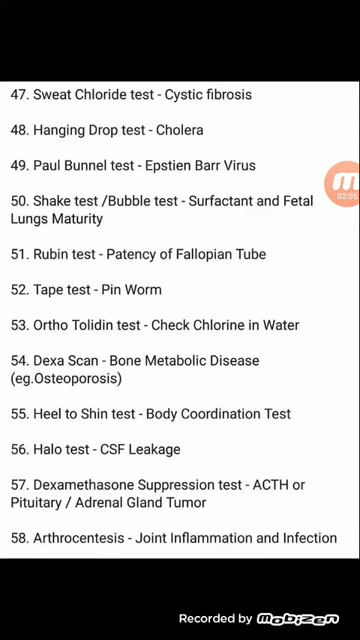 47. Sweat Chloride test - Cystic fibrosis
48. Hanging Drop test - Cholera
49. Paul Bunnel test - Epstien Barr Virus
50. Shake test /Bubble test - Surfactant and Fetal
Lungs Maturity
51. Rubin test - Patency of Fallopian Tube
52. Tape test - Pin Worm
53. Ortho Tolidin test - Check Chlorine in Water
54. Dexa Scan - Bone Metabolic Disease
(eg.Osteoporosis)
55. Heel to Shin test - Body Coordination Test
56. Halo test - CSF Leakage
57. Dexamethasone Suppression test - ACTH or
Pituitary / Adrenal Gland Tumor
58. Arthrocentesis - Joint Inflammation and Infection
02:05
Recorded by mobizen